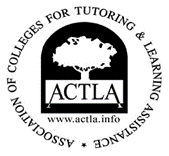 ASSOCIATION OF COLLEGES FOR TUTORING & LEARNING ASSISTANCE *
ACTLA
www.actla.info